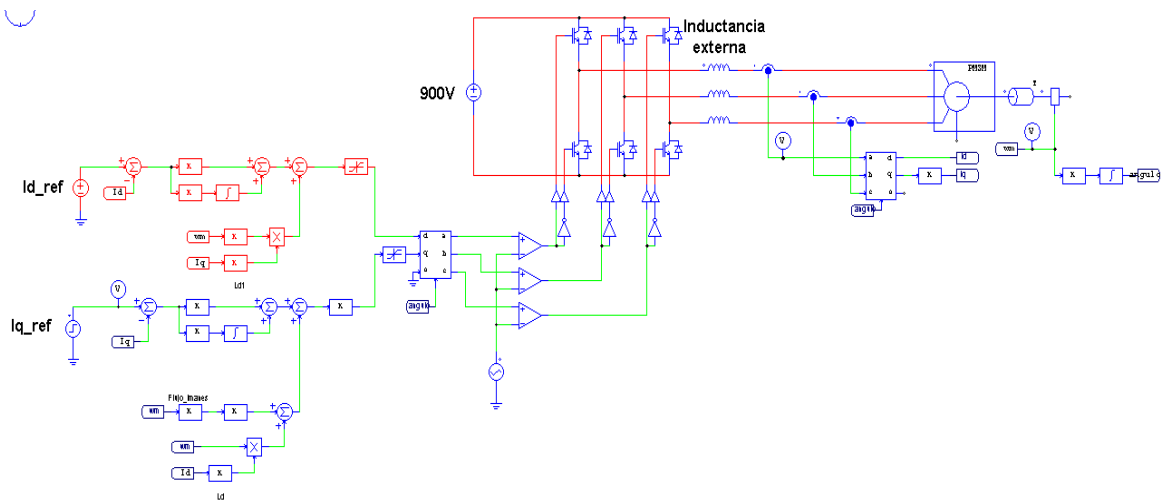 Inductancia
externa
900V
PMSM
T
V
V
wm
a
d
Id
b
q
K
Iq
o
c
angulo
K
∫
angulo
Id_ref
Id
K
K
∫
wm
K
Iq
K
Ld1
d
a
q
b
o
c
angulo
V
Iq_ref
Iq
K
K
∫
K
Flujo_Imanes
wm
K
K
wm
Id
K
Ld